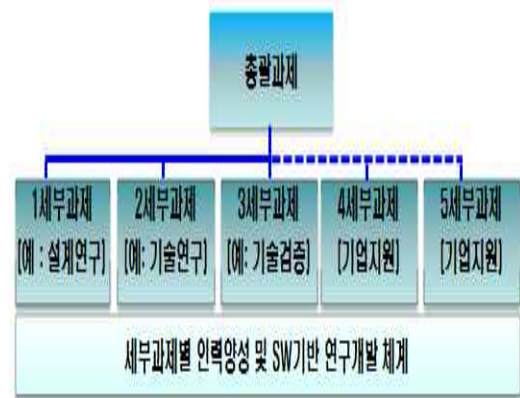 총괄과제
1세부과제 2세부과제 3세부과제 4세부과제 5세부과제
[예 : 설계연구] [예: 기술연구] [예: 기술검증] [기업지원] [기업지원]
세부과제별 인력양성 및 SW기반 연구개발 체계